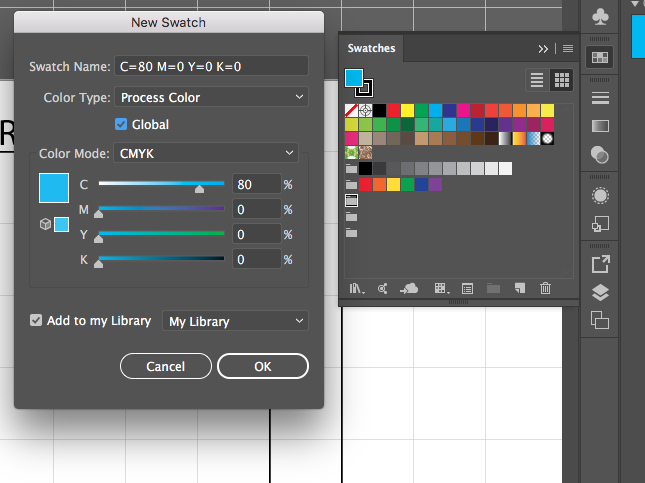 New Swatch
Swatch Name: C=80 M=0 Y=0 K=0
Color Type: Process Color
Global
Color Mode: CMYK
C 80 %
M 0 %
Y 0 %
K 0 %
Add to my Library My Library
Cancel OK
R
Swatches